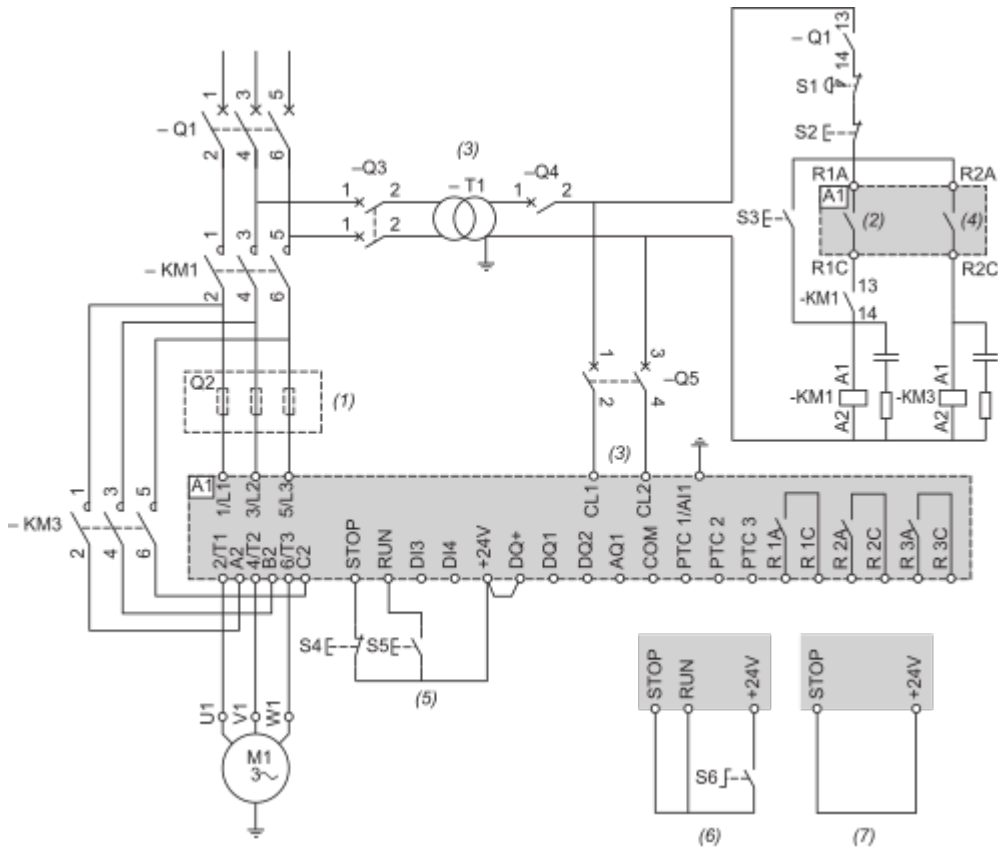 1 3 5
– Q1
2 4 6
1 3 5
– KM1
2 4 6
Q2
(1)
1 3 5
– KM3
2 4 6
–Q3
1 2
1 2
(3)
– T1
–Q4
1 2
1 3
–Q5
2 4
(3)
13
– Q1
14
S1
S2
R1A R2A
A1
S3
(2) (4)
R1C R2C
13
-KM1
14
A1 A1
-KM1 -KM3
A2 A2
A1
1/L1 3/L2 5/L3 CL1 CL2 PTC 1/AI1
2/T1 A2 4/T2 B2 6/T3 C2 STOP RUN DI3 DI4 +24V DQ+ DQ1 DQ2 AQ1 COM PTC 2 PTC 3 R 1A R 1C R 2A R 2C R 3A R 3C
S4 S5
(5)
U1 V1 W1
M1
3~
STOP RUN +24V
S6
(6)
STOP +24V
(7)